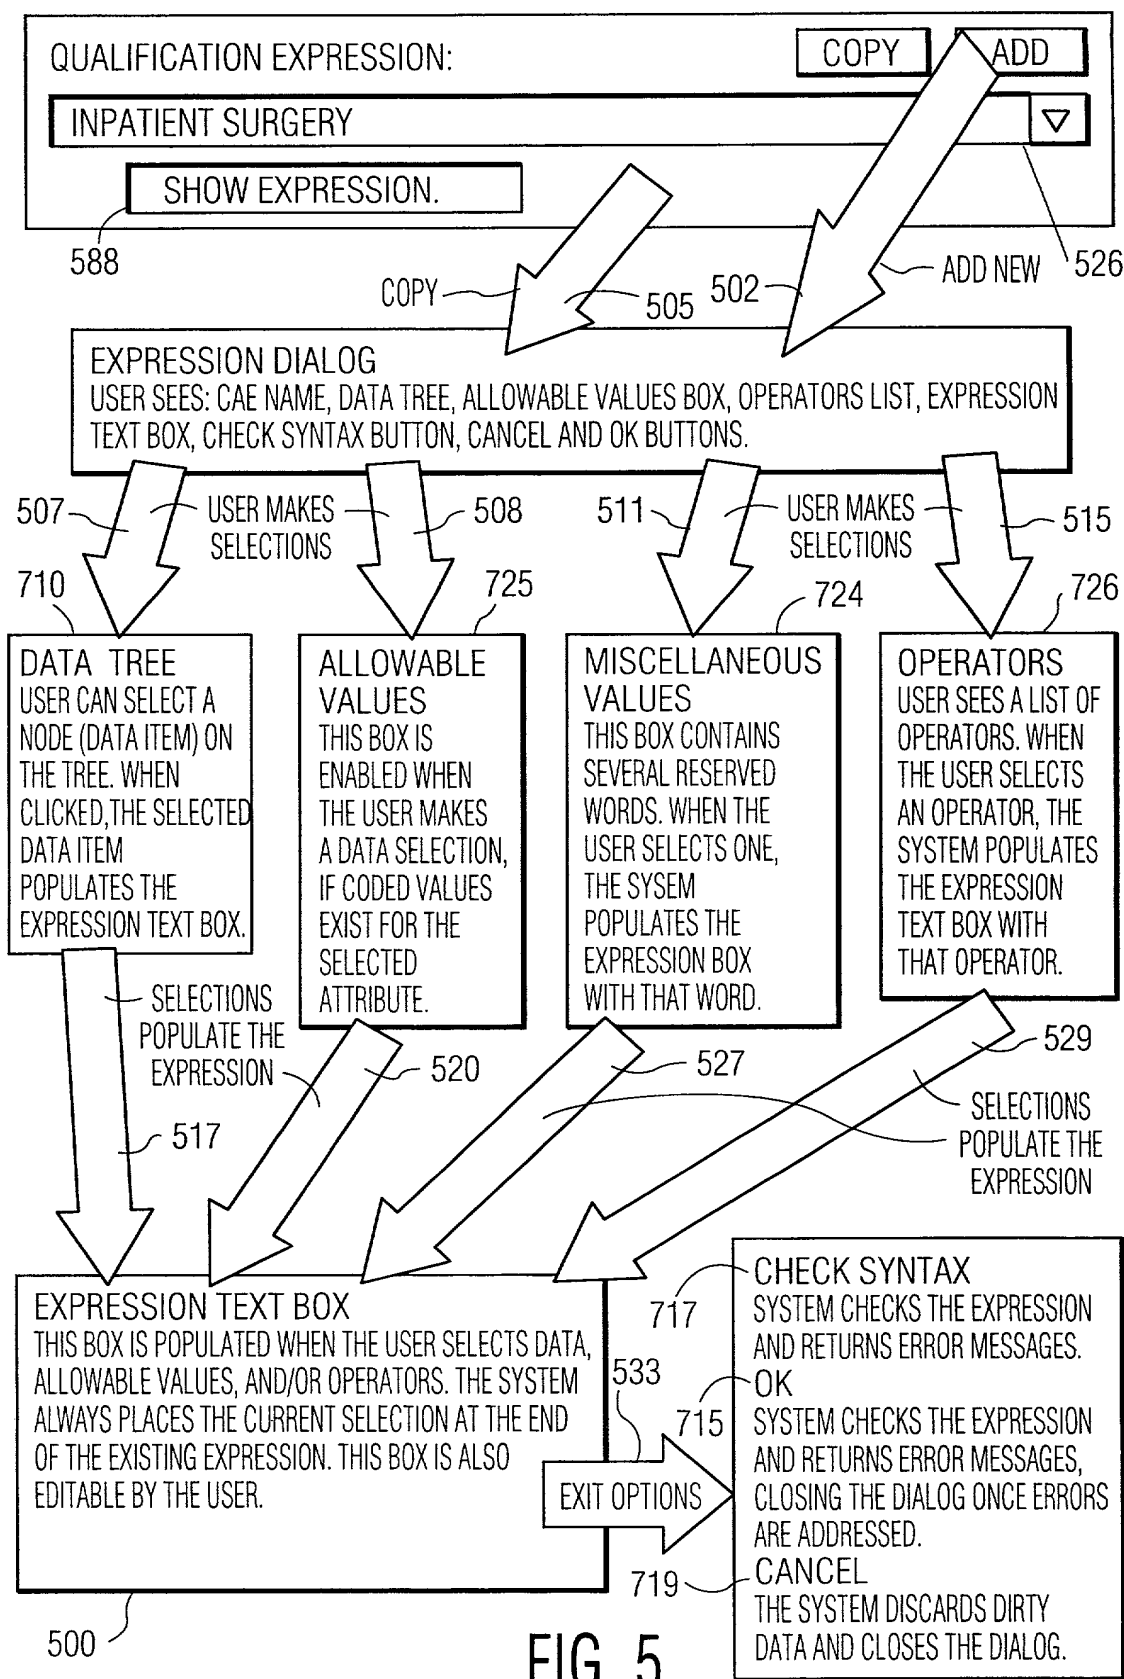 QUALIFICATION EXPRESSION:
COPY
ADD
INPATIENT SURGERY
SHOW EXPRESSION.
588
COPY
505
502
ADD NEW
526
EXPRESSION DIALOG
USER SEES: CAE NAME, DATA TREE, ALLOWABLE VALUES BOX, OPERATORS LIST, EXPRESSION
TEXT BOX, CHECK SYNTAX BUTTON, CANCEL AND OK BUTTONS.
507
USER MAKES
SELECTIONS
508
511
USER MAKES
SELECTIONS
515
710
725
724
726
DATA TREE
USER CAN SELECT A
NODE (DATA ITEM) ON
THE TREE. WHEN
CLICKED,THE SELECTED
DATA ITEM
POPULATES THE
EXPRESSION TEXT BOX.
ALLOWABLE
VALUES
THIS BOX IS
ENABLED WHEN
THE USER MAKES
A DATA SELECTION,
IF CODED VALUES
EXIST FOR THE
SELECTED
ATTRIBUTE.
MISCELLANEOUS
VALUES
THIS BOX CONTAINS
SEVERAL RESERVED
WORDS. WHEN THE
USER SELECTS ONE,
THE SYSEM
POPULATES THE
EXPRESSION BOX
WITH THAT WORD.
OPERATORS
USER SEES A LIST OF
OPERATORS. WHEN
THE USER SELECTS
AN OPERATOR, THE
SYSTEM POPULATES
THE EXPRESSION
TEXT BOX WITH
THAT OPERATOR.
SELECTIONS
POPULATE THE
EXPRESSION
517
520
527
529
SELECTIONS
POPULATE THE
EXPRESSION
EXPRESSION TEXT BOX
THIS BOX IS POPULATED WHEN THE USER SELECTS DATA,
ALLOWABLE VALUES, AND/OR OPERATORS. THE SYSTEM
ALWAYS PLACES THE CURRENT SELECTION AT THE END
OF THE EXISTING EXPRESSION. THIS BOX IS ALSO
EDITABLE BY THE USER.
500
533
EXIT OPTIONS
717
CHECK SYNTAX
SYSTEM CHECKS THE EXPRESSION
AND RETURNS ERROR MESSAGES.
715
OK
SYSTEM CHECKS THE EXPRESSION
AND RETURNS ERROR MESSAGES,
CLOSING THE DIALOG ONCE ERRORS
ARE ADDRESSED.
719
CANCEL
THE SYSTEM DISCARDS DIRTY
DATA AND CLOSES THE DIALOG.
FIG. 5